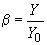 β = Y / Y₀